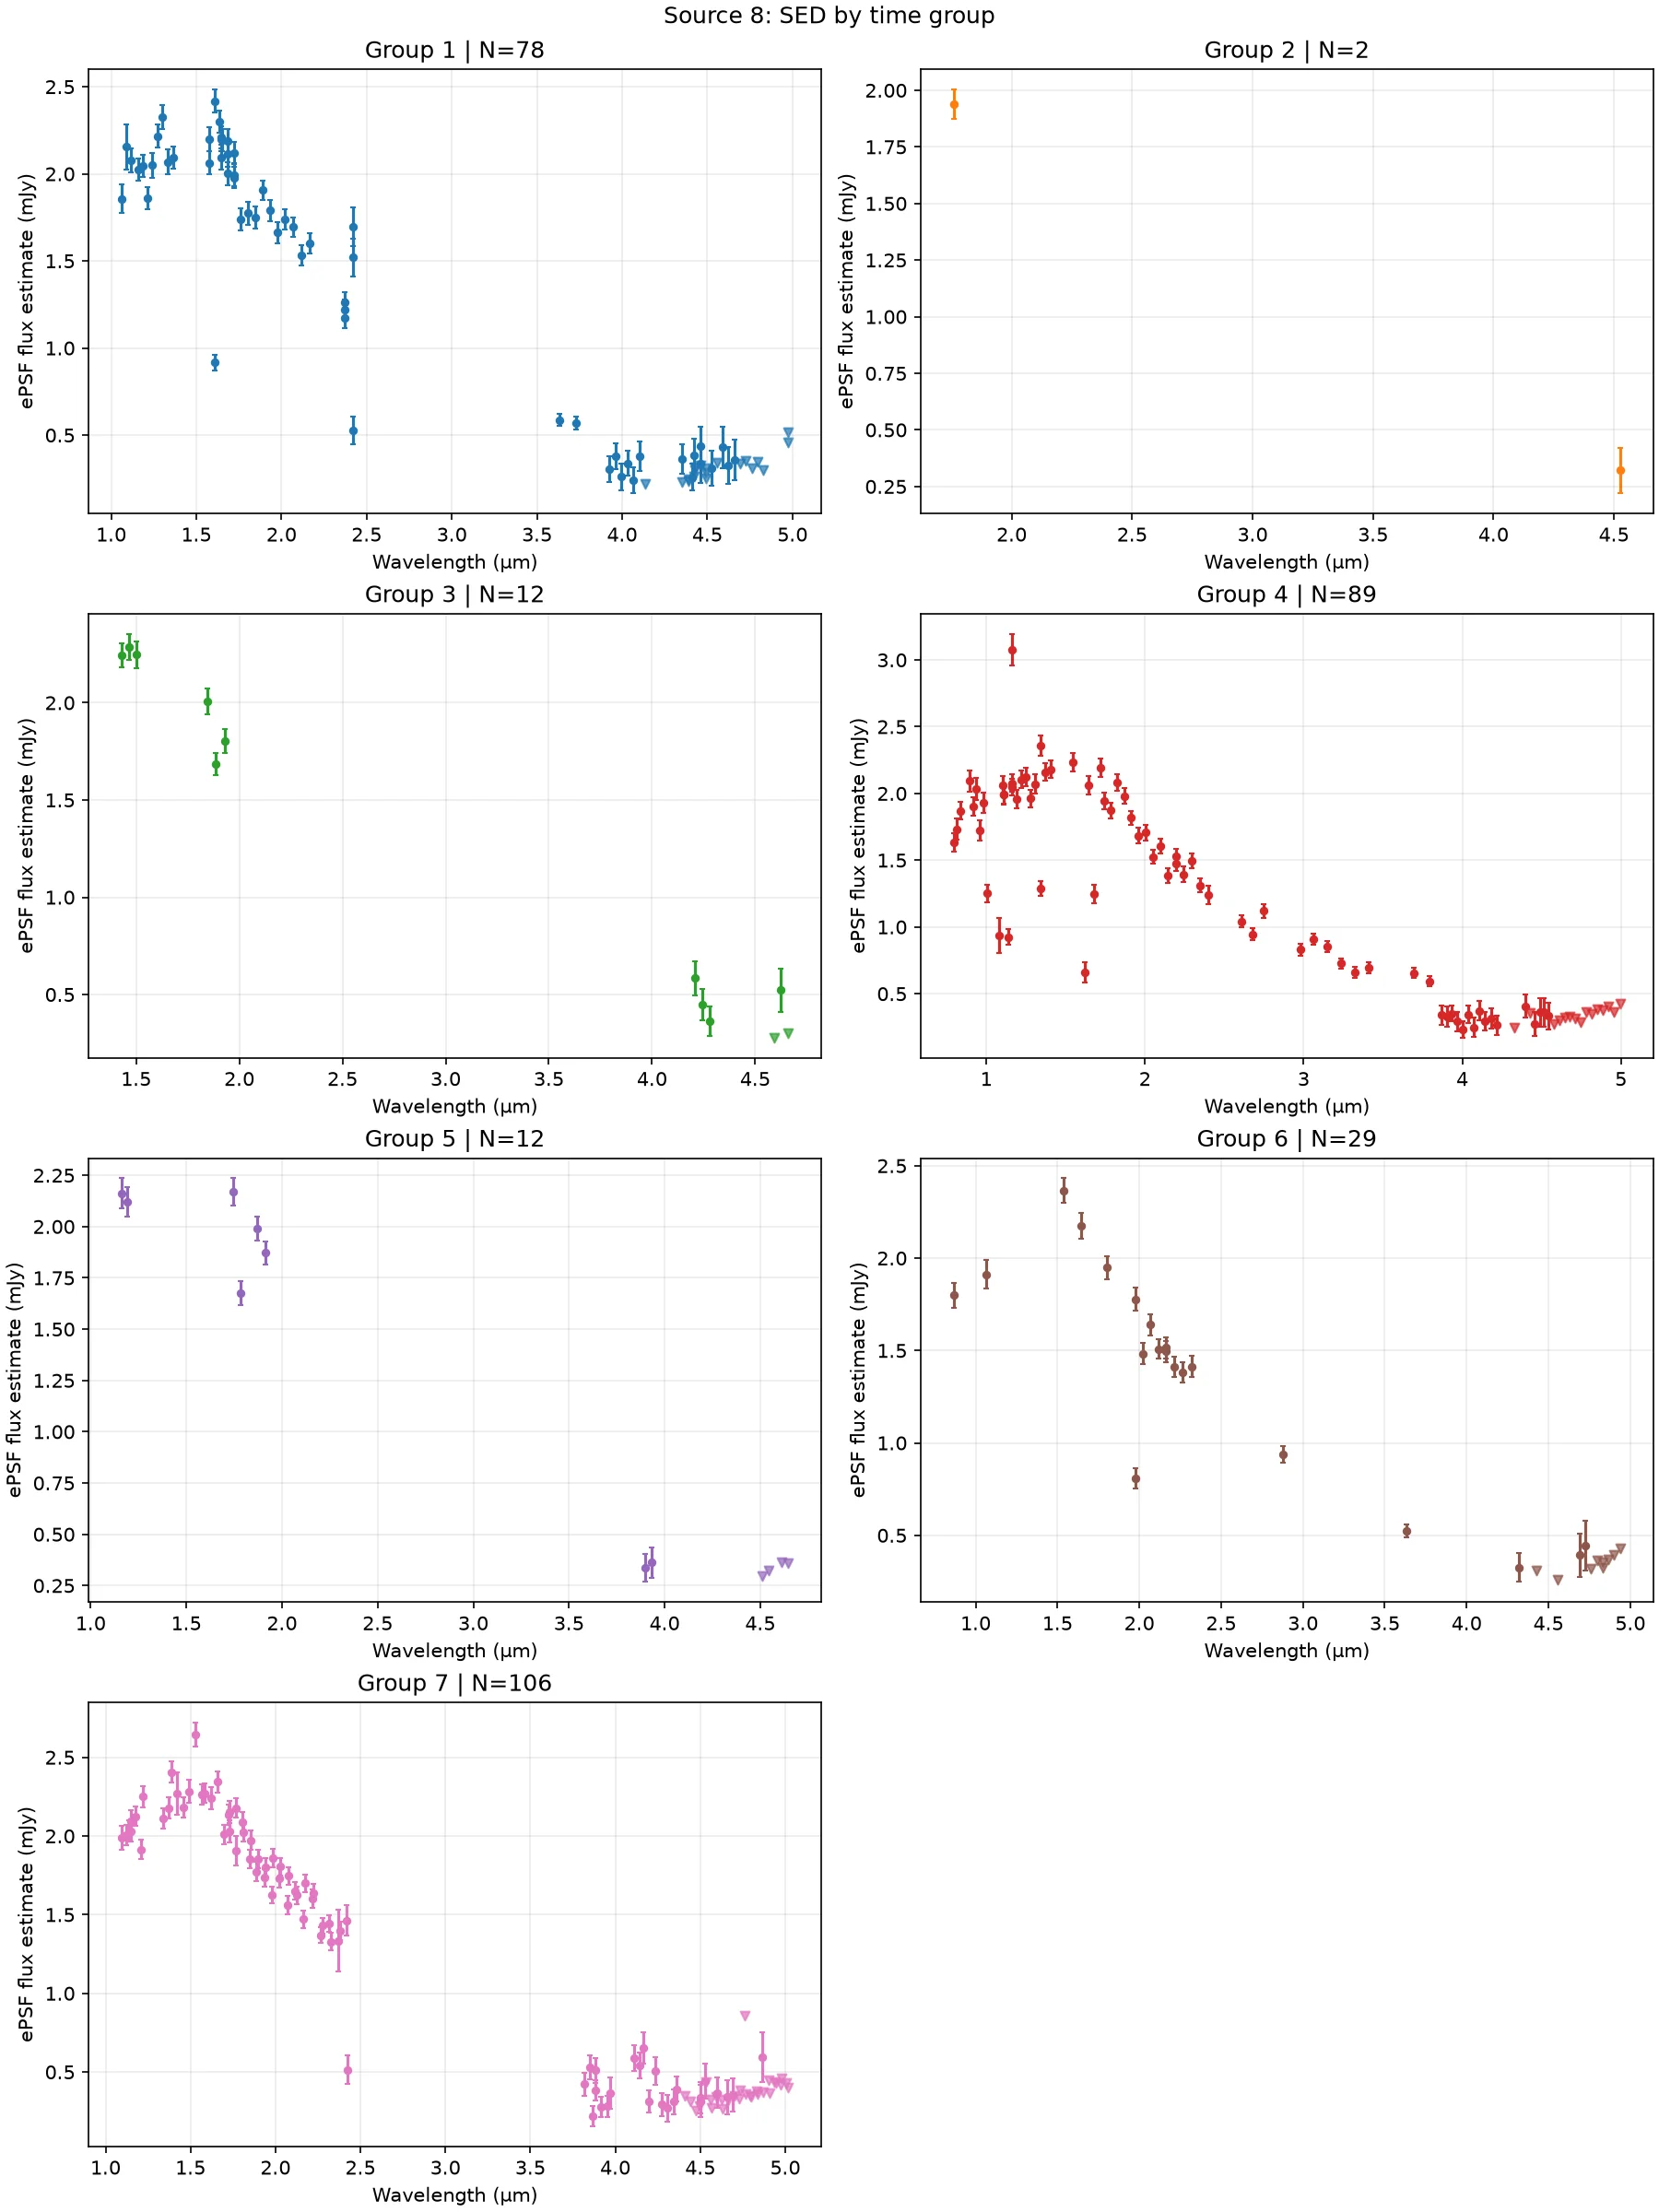 Source 8: SED by time group
Group 1 | N=78
2.5
2.0
1.5
1.0
0.5
ePSF flux estimate (mJy)
1.0 1.5 2.0 2.5 3.0 3.5 4.0 4.5 5.0
Wavelength (μm)
Group 2 | N=2
2.00
1.75
1.50
1.25
1.00
0.75
0.50
0.25
ePSF flux estimate (mJy)
2.0 2.5 3.0 3.5 4.0 4.5
Wavelength (μm)
Group 3 | N=12
2.0
1.5
1.0
0.5
ePSF flux estimate (mJy)
1.5 2.0 2.5 3.0 3.5 4.0 4.5
Wavelength (μm)
Group 4 | N=89
3.0
2.5
2.0
1.5
1.0
0.5
ePSF flux estimate (mJy)
1 2 3 4 5
Wavelength (μm)
Group 5 | N=12
2.25
2.00
1.75
1.50
1.25
1.00
0.75
0.50
0.25
ePSF flux estimate (mJy)
1.0 1.5 2.0 2.5 3.0 3.5 4.0 4.5
Wavelength (μm)
Group 6 | N=29
2.5
2.0
1.5
1.0
0.5
ePSF flux estimate (mJy)
1.0 1.5 2.0 2.5 3.0 3.5 4.0 4.5 5.0
Wavelength (μm)
Group 7 | N=106
2.5
2.0
1.5
1.0
0.5
ePSF flux estimate (mJy)
1.0 1.5 2.0 2.5 3.0 3.5 4.0 4.5 5.0
Wavelength (μm)